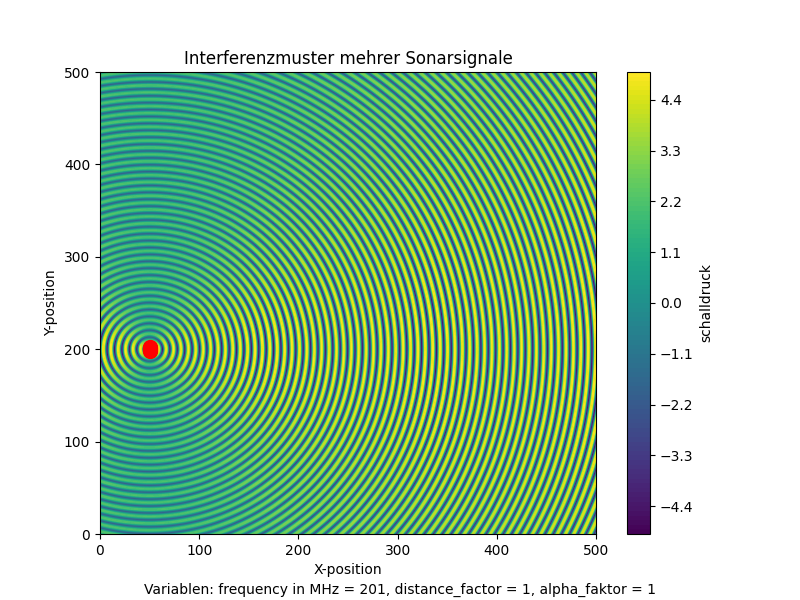 Interferenzmuster mehrer Sonarsignale
500
400
300
200
100
0
Y-position
0 100 200 300 400 500
X-position
4.4
3.3
2.2
1.1
0.0
−1.1
−2.2
−3.3
−4.4
schalldruck
Variablen: frequency in MHz = 201, distance_factor = 1, alpha_faktor = 1